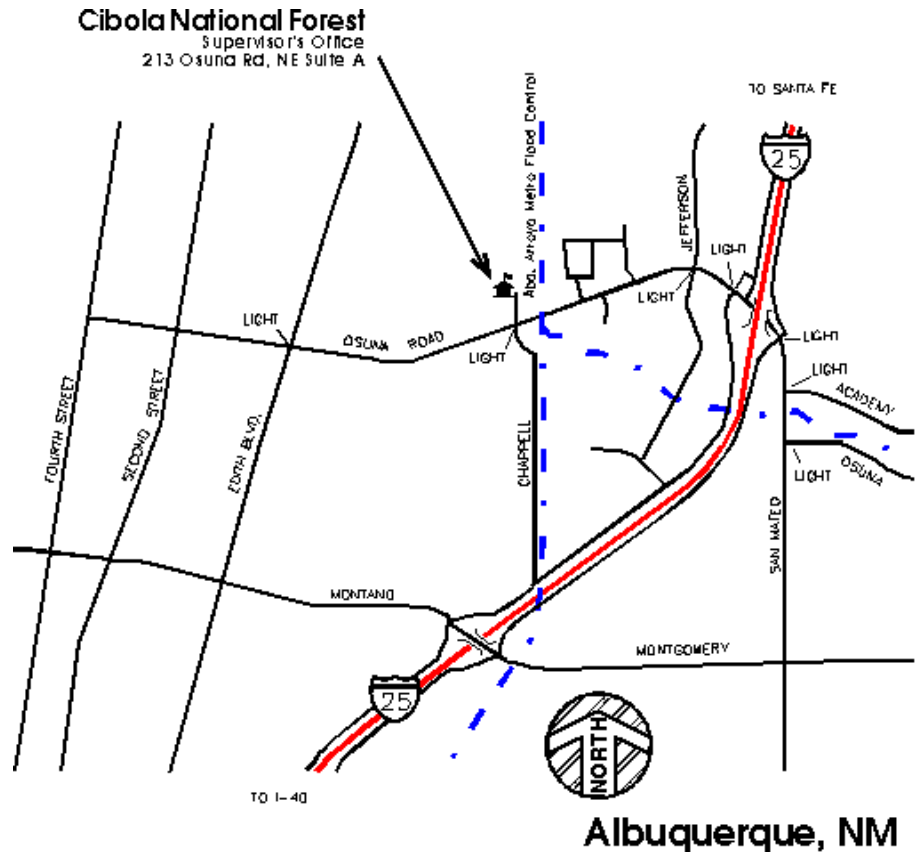 Cibola National Forest
Supervisor's Office
213 Osuna Rd, NE Suite A
TO SANTA FE
25
Abq. Arroyo Metro Flood Control
JEFFERSON
LIGHT
LIGHT
LIGHT
OSUNA ROAD
LIGHT
LIGHT
LIGHT
ACADEMY
FOURTH STREET
SECOND STREET
EDITH BLVD.
CHAPPELL
LIGHT
OSUNA
SAN MATEO
MONTANO
MONTGOMERY
25
NORTH
TO I-40
Albuquerque, NM